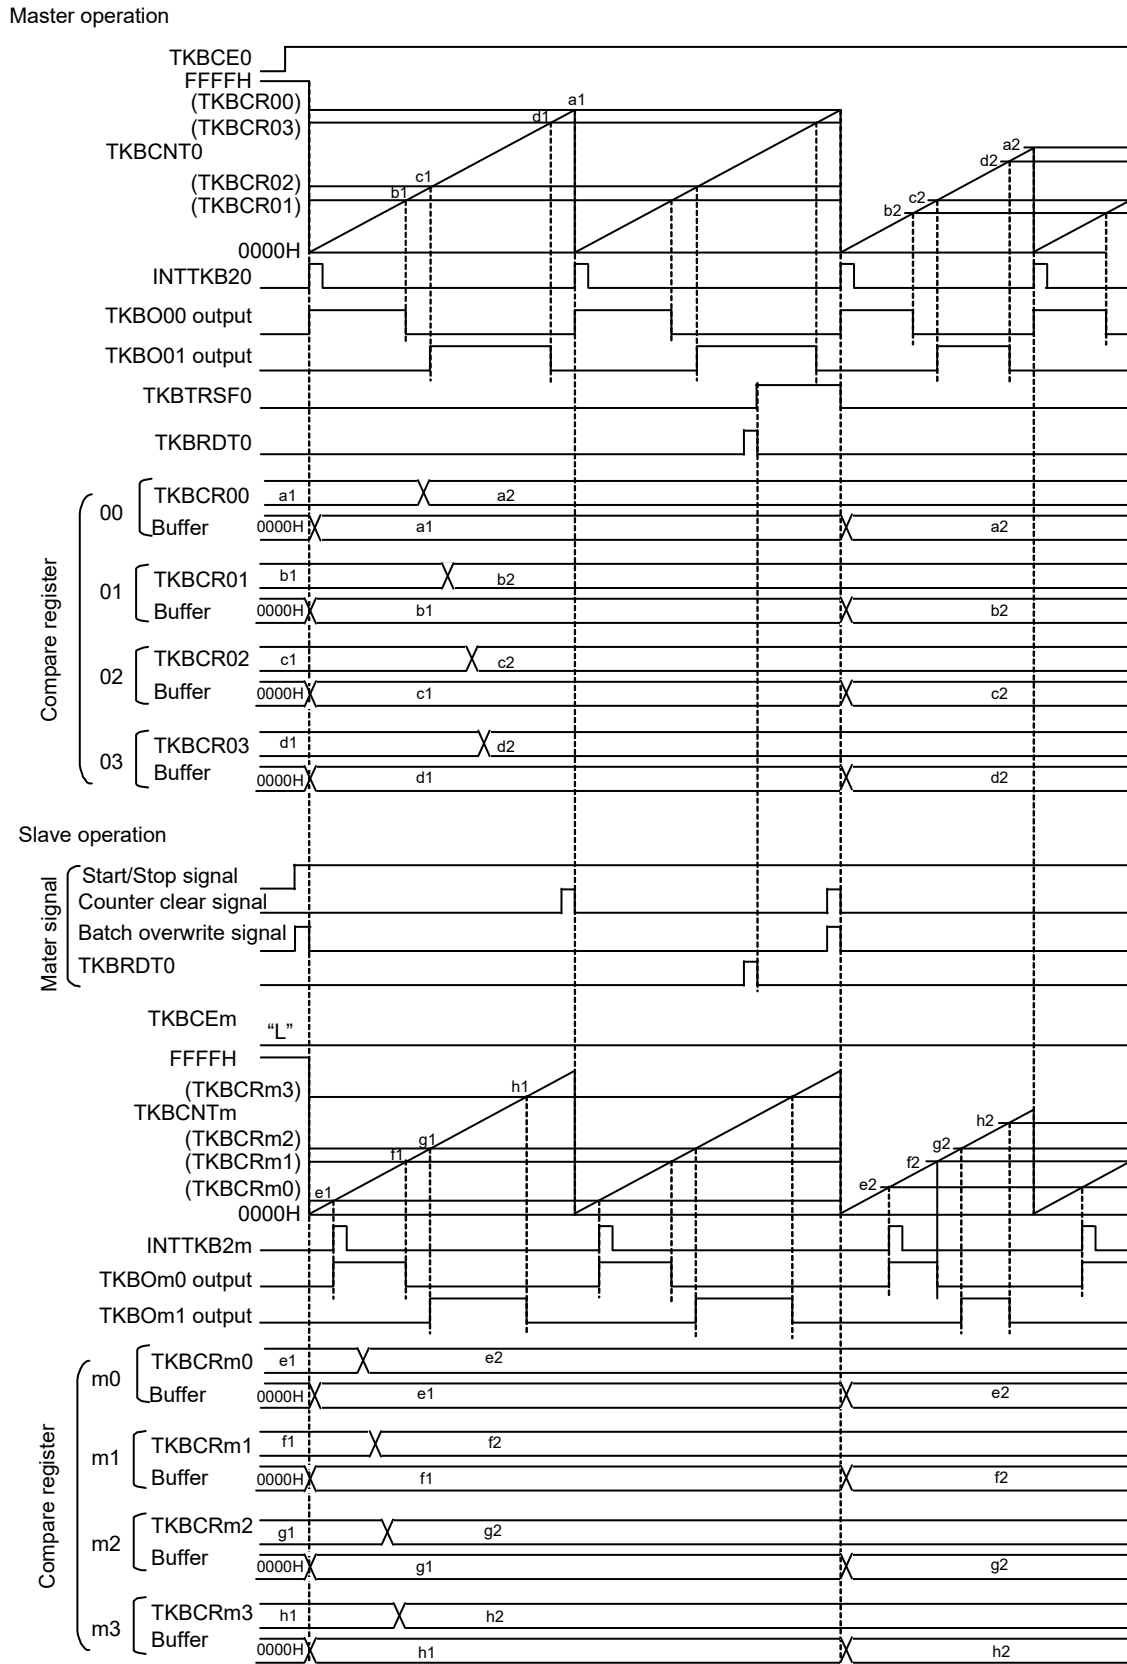 Master operation
TKBCE0
FFFFH
(TKBCR00)
a1
d1
(TKBCR03)
TKBCNT0
a2
d2
c1
(TKBCR02)
b1
(TKBCR01)
c2
b2
0000H
INTTKB20
TKBO00 output
TKBO01 output
TKBTRSF0
TKBRDT0
Compare register
00
TKBCR00
a1
a2
Buffer
0000H
a1
a2
01
TKBCR01
b1
b2
Buffer
0000H
b1
b2
02
TKBCR02
c1
c2
Buffer
0000H
c1
c2
03
TKBCR03
d1
d2
Buffer
0000H
d1
d2
Slave operation
Mater signal
Start/Stop signal
Counter clear signal
Batch overwrite signal
TKBRDT0
TKBCEm
“L”
FFFFH
(TKBCRm3)
h1
TKBCNTm
h2
(TKBCRm2)
g1
g2
(TKBCRm1)
f1
f2
(TKBCRm0)
e1
e2
0000H
INTTKB2m
TKBOm0 output
TKBOm1 output
Compare register
m0
TKBCRm0
e1
e2
Buffer
0000H
e1
e2
m1
TKBCRm1
f1
f2
Buffer
0000H
f1
f2
m2
TKBCRm2
g1
g2
Buffer
0000H
g1
g2
m3
TKBCRm3
h1
h2
Buffer
0000H
h1
h2